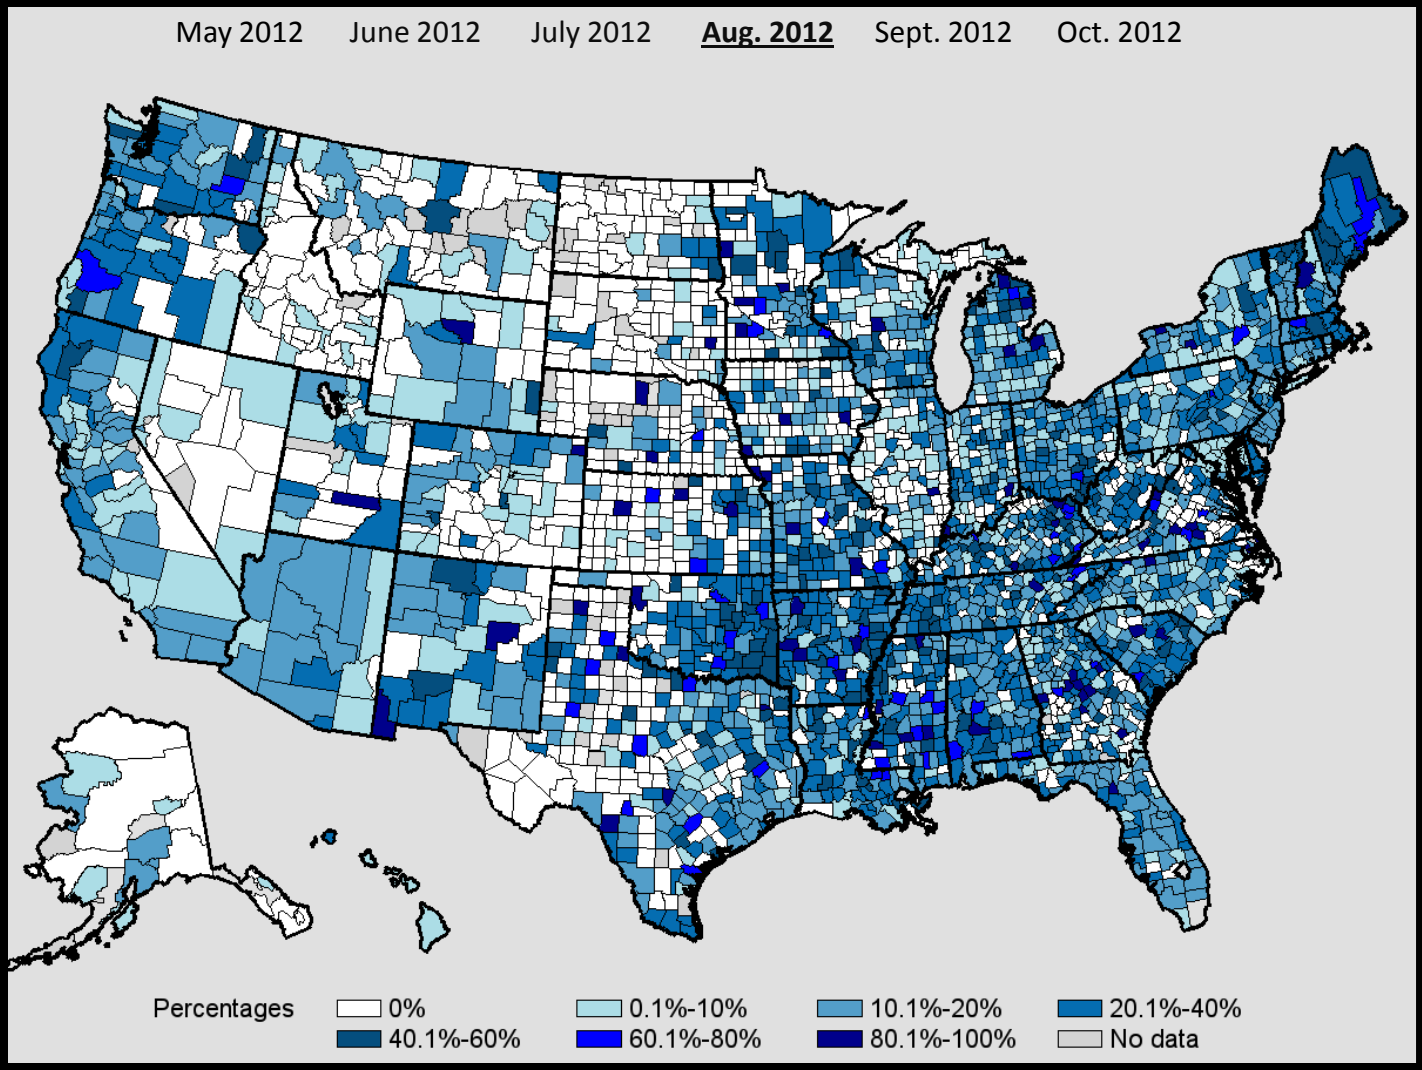 May 2012 June 2012 July 2012 Aug. 2012 Sept. 2012 Oct. 2012
Percentages 0% 0.1%-10% 10.1%-20% 20.1%-40%
40.1%-60% 60.1%-80% 80.1%-100% No data